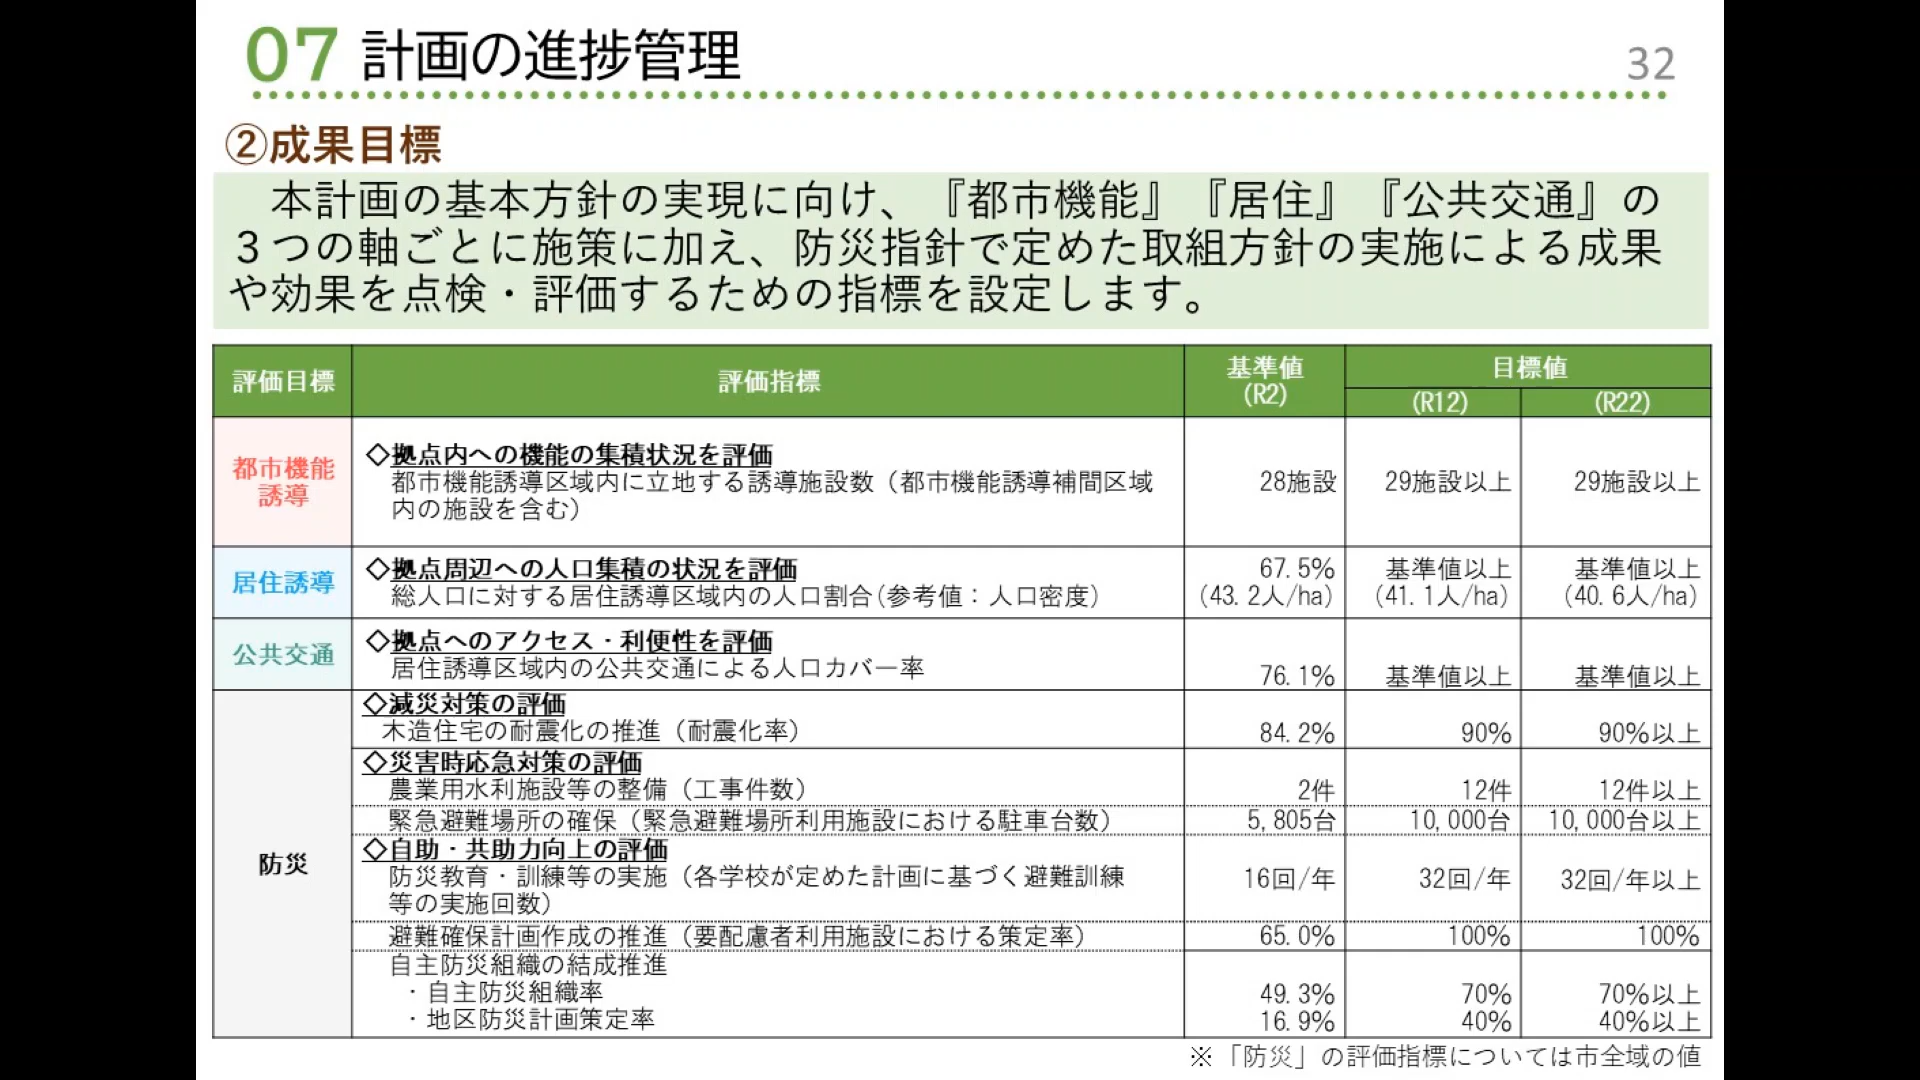 07 計画の進捗管理
32
②成果目標
本計画の基本方針の実現に向け、『都市機能』『居住』『公共交通』の
３つの軸ごとに施策に加え、防災指針で定めた取組方針の実施による成果
や効果を点検・評価するための指標を設定します。
評価目標
評価指標
基準値
(R2)
目標値
(R12)
(R22)
都市機能
誘導
◇拠点内への機能の集積状況を評価
都市機能誘導区域内に立地する誘導施設数（都市機能誘導補間区域
内の施設を含む）
28施設
29施設以上
29施設以上
居住誘導
◇拠点周辺への人口集積の状況を評価
総人口に対する居住誘導区域内の人口割合(参考値：人口密度）
67.5%
(43.2人/ha)
基準値以上
(41.1人/ha)
基準値以上
(40.6人/ha)
公共交通
◇拠点へのアクセス・利便性を評価
居住誘導区域内の公共交通による人口カバー率
76.1%
基準値以上
基準値以上
防災
◇減災対策の評価
木造住宅の耐震化の推進（耐震化率）
84.2%
90%
90%以上
◇災害時応急対策の評価
農業用水利施設等の整備（工事件数）
2件
12件
12件以上
緊急避難場所の確保（緊急避難場所利用施設における駐車台数）
5,805台
10,000台
10,000台以上
◇自助・共助力向上の評価
防災教育・訓練等の実施（各学校が定めた計画に基づく避難訓練
等の実施回数）
16回/年
32回/年
32回/年以上
避難確保計画作成の推進（要配慮者利用施設における策定率）
65.0%
100%
100%
自主防災組織の結成推進
・自主防災組織率
49.3%
70%
70%以上
・地区防災計画策定率
16.9%
40%
40%以上
※「防災」の評価指標については市全域の値